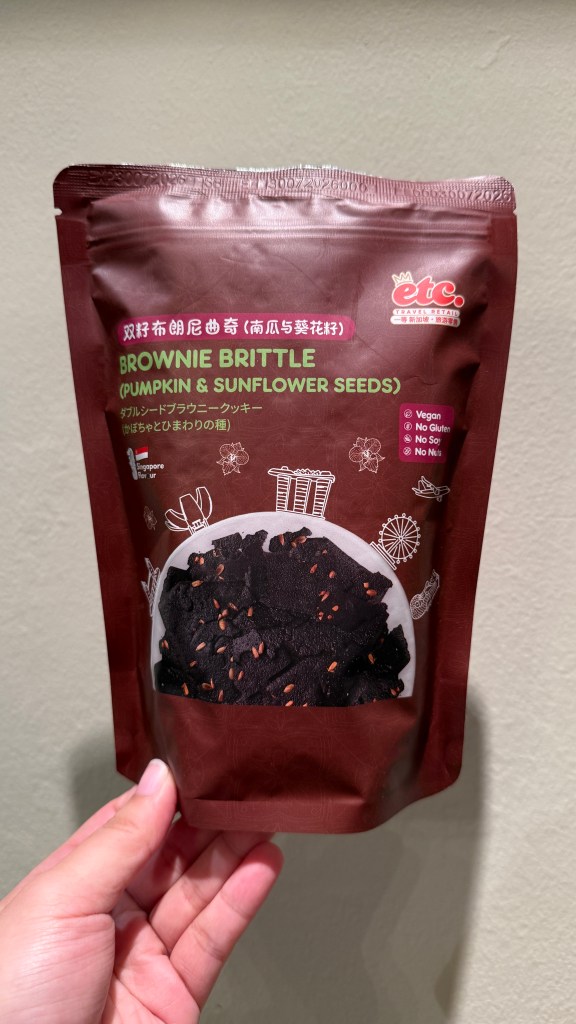 etc.
TRAVEL RETAIL
双籽布朗尼曲奇 (南瓜与葵花籽)
BROWNIE BRITTLE
(PUMPKIN & SUNFLOWER SEEDS)
ダブルシードブラウニークッキー
(かぼちゃとひまわりの種)
Vegan
No Gluten
No Soy
No Nuts
Singapore
Flavour